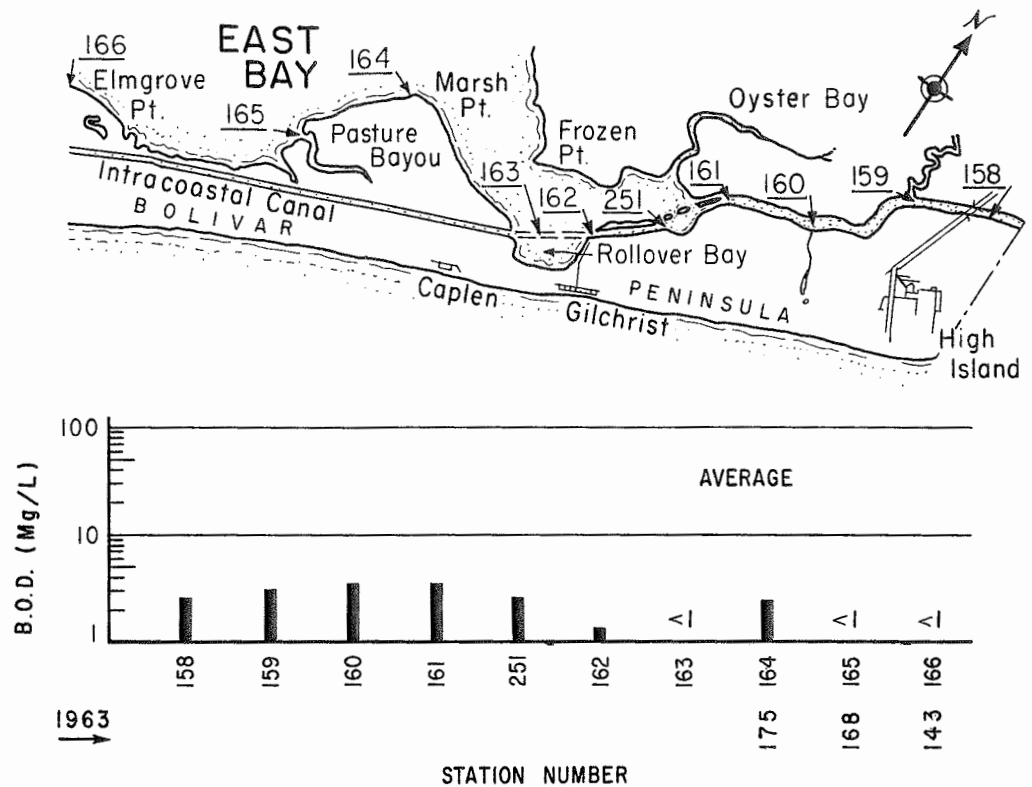 166
EAST
BAY
Elmgrove
Pt.
165
164
Marsh
Pt.
Pasture
Bayou
Frozen
Pt.
Oyster Bay
N
163
162
251
161
160
159
158
Intracoastal Canal
BOLIVAR
Rollover Bay
PENINSULA
Caplen
Gilchrist
High
Island
B.O.D. (Mg/L)
100
10
1
AVERAGE
<1
<1
<1
158
159
160
161
251
162
163
164
165
166
1963
175
168
143
STATION NUMBER